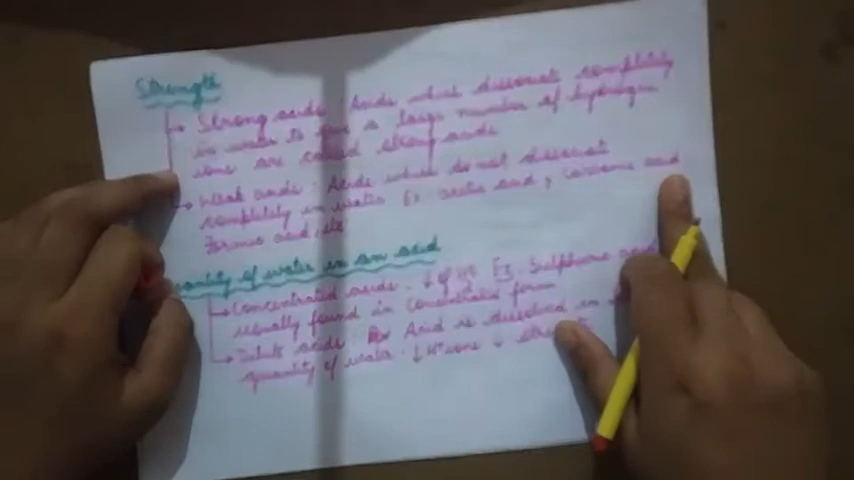 Strength
Strong acids : Acids which dissociate completely
in water to give a large number of hydrogen
ions are called strong acids
Weak acids : Acids which do not dissociate
completely in water Ex acetic acid , carbonic acid
Formic acid , etc
Quantity of water in an acid
Concentrated acids . ↓ of Ex Sulphuric acid
usually found in concentrated form
Dilute acids . Acid is dissolved in
quantity of water . ↓ H⁺ ions ↓